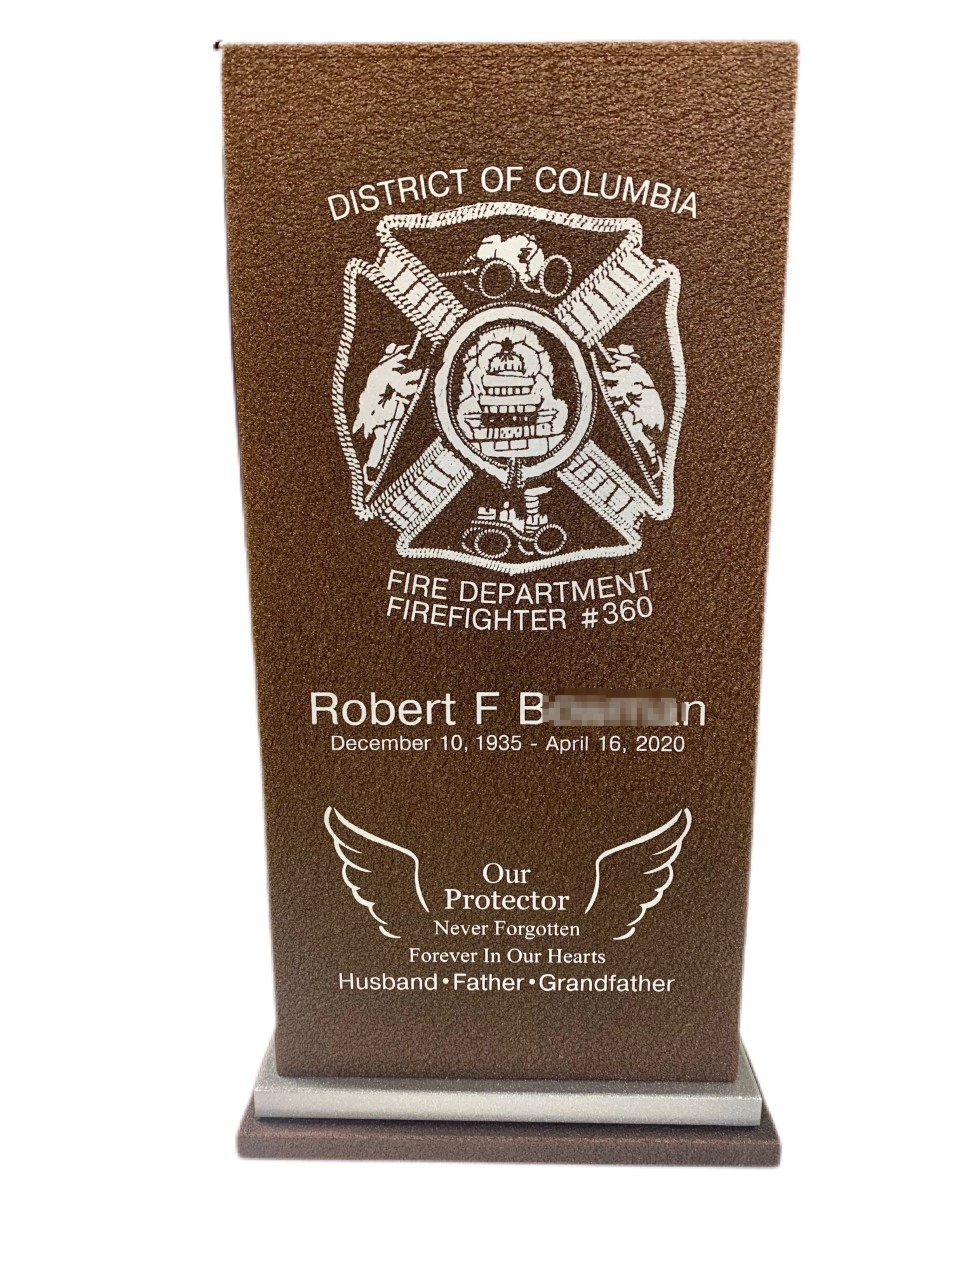 DISTRICT OF COLUMBIA
FIRE DEPARTMENT
FIREFIGHTER #360
Robert F
December 10, 1935 - April 16, 2020
Our
Protector
Never Forgotten
Forever In Our Hearts
Husband • Father • Grandfather